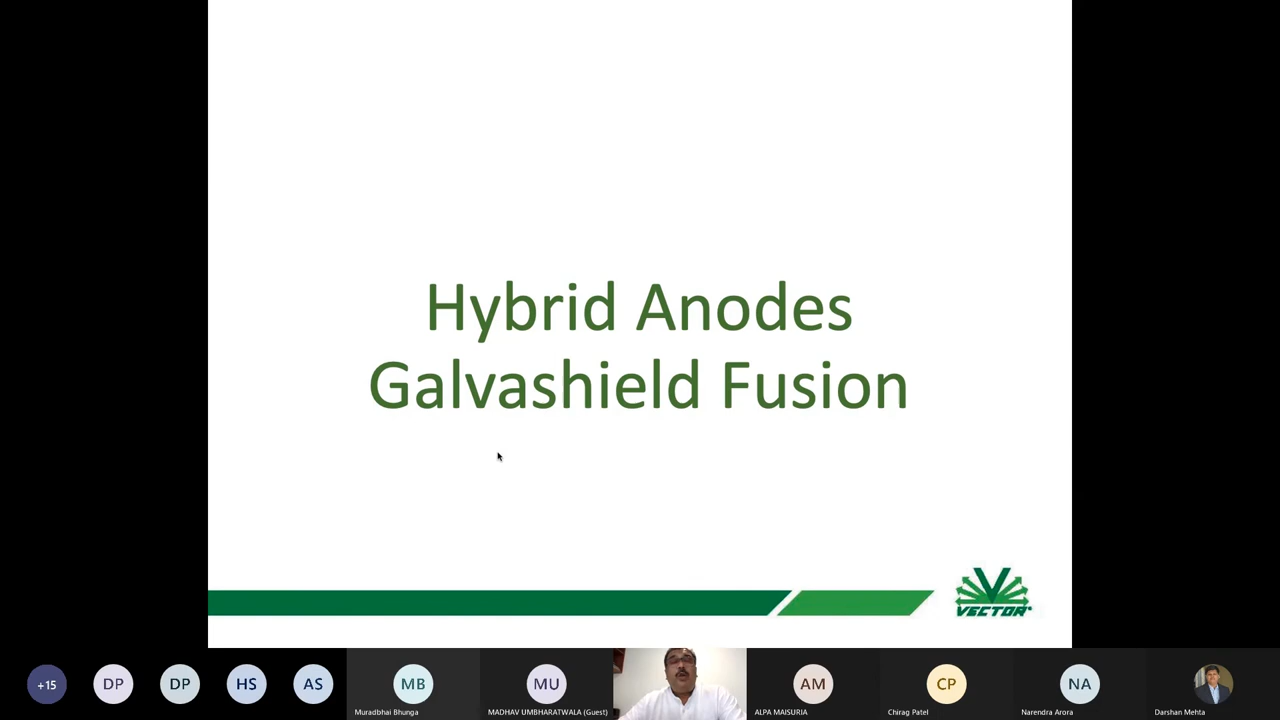 Hybrid Anodes
Galvashield Fusion
VECTOR®
+15
DP
DP
HS
AS
MB
Muradbhai Bhunga
MU
MADHAV UMBHARATWALA (Guest)
AM
ALPA MAISURIA
CP
Chirag Patel
NA
Narendra Arora
Darshan Mehta